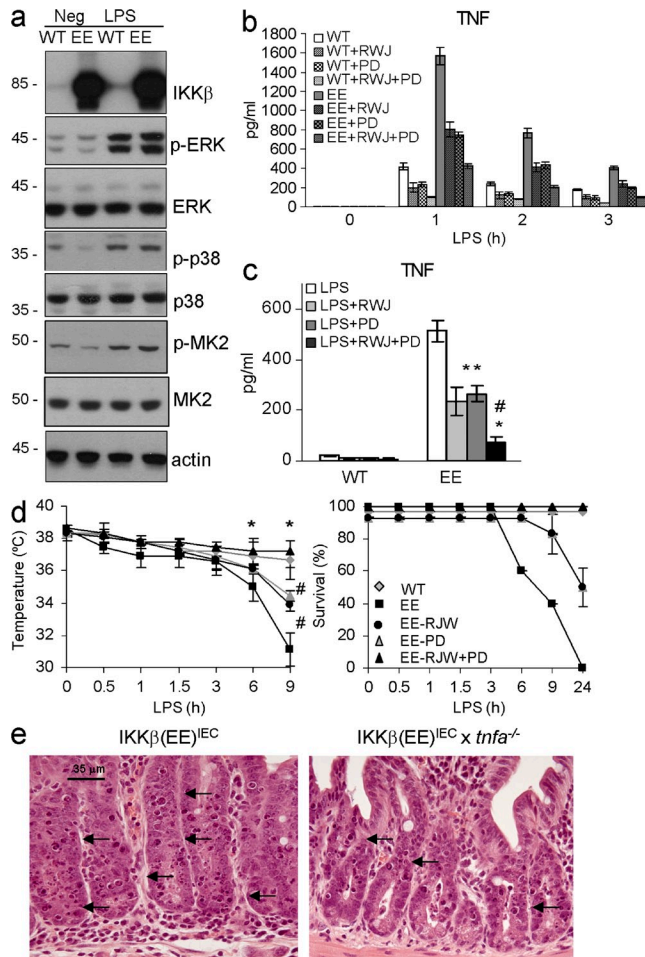 a
Neg LPS
WT EE WT EE
85 - IKKβ
45 - p-ERK
45 - ERK
35 - p-p38
35 - p38
50 - p-MK2
50 - MK2
45 - actin
b
TNF
WT
WT+RWJ
WT+PD
WT+RWJ+PD
EE
EE+RWJ
EE+PD
EE+RWJ+PD
pg/ml
1800
1600
1400
1200
1000
800
600
400
200
0
0 1 2 3
LPS (h)
c
TNF
LPS
LPS+RWJ
LPS+PD
LPS+RWJ+PD
pg/ml
600
400
200
0
* *
#
*
WT EE
d
Temperature (ºC)
40
38
36
34
32
30
* *
#
#
0 0.5 1 1.5 3 6 9
LPS (h)
Survival (%)
100
80
60
40
20
0
WT
EE
EE-RJW
EE-PD
EE-RJW+PD
0 0.5 1 1.5 3 6 9 24
LPS (h)
e
IKKβ(EE)IEC
IKKβ(EE)IEC x tnfa-/-
35 μm